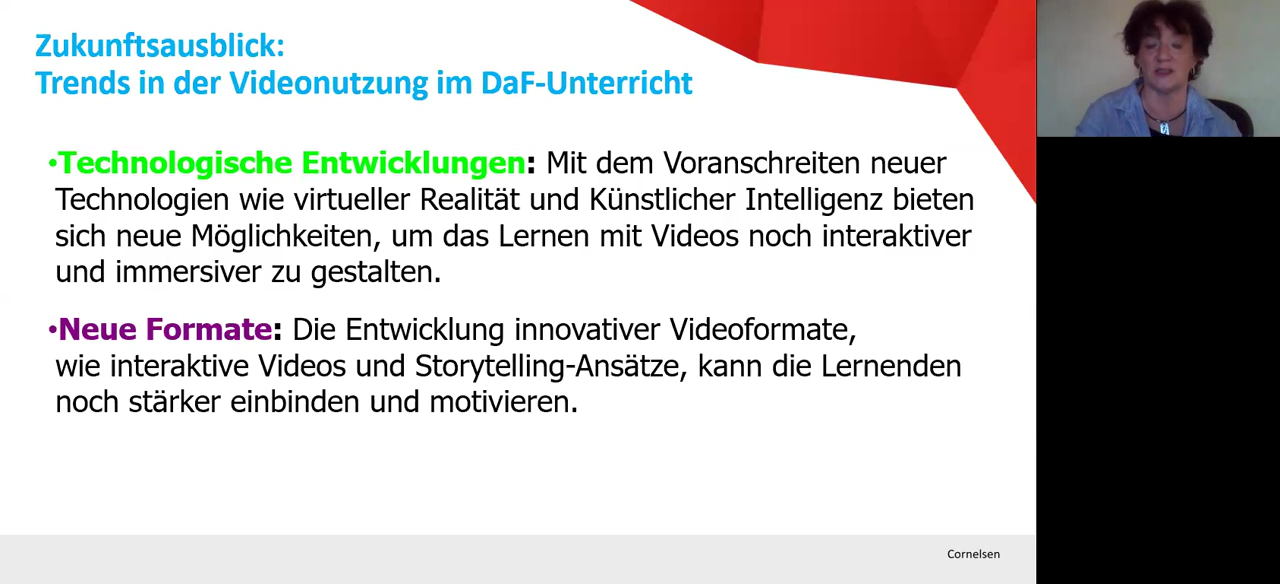 Zukunftsausblick:
Trends in der Videonutzung im DaF-Unterricht
•Technologische Entwicklungen: Mit dem Voranschreiten neuer
Technologien wie virtueller Realität und Künstlicher Intelligenz bieten
sich neue Möglichkeiten, um das Lernen mit Videos noch interaktiver
und immersiver zu gestalten.
•Neue Formate: Die Entwicklung innovativer Videoformate,
wie interaktive Videos und Storytelling-Ansätze, kann die Lernenden
noch stärker einbinden und motivieren.
Cornelsen